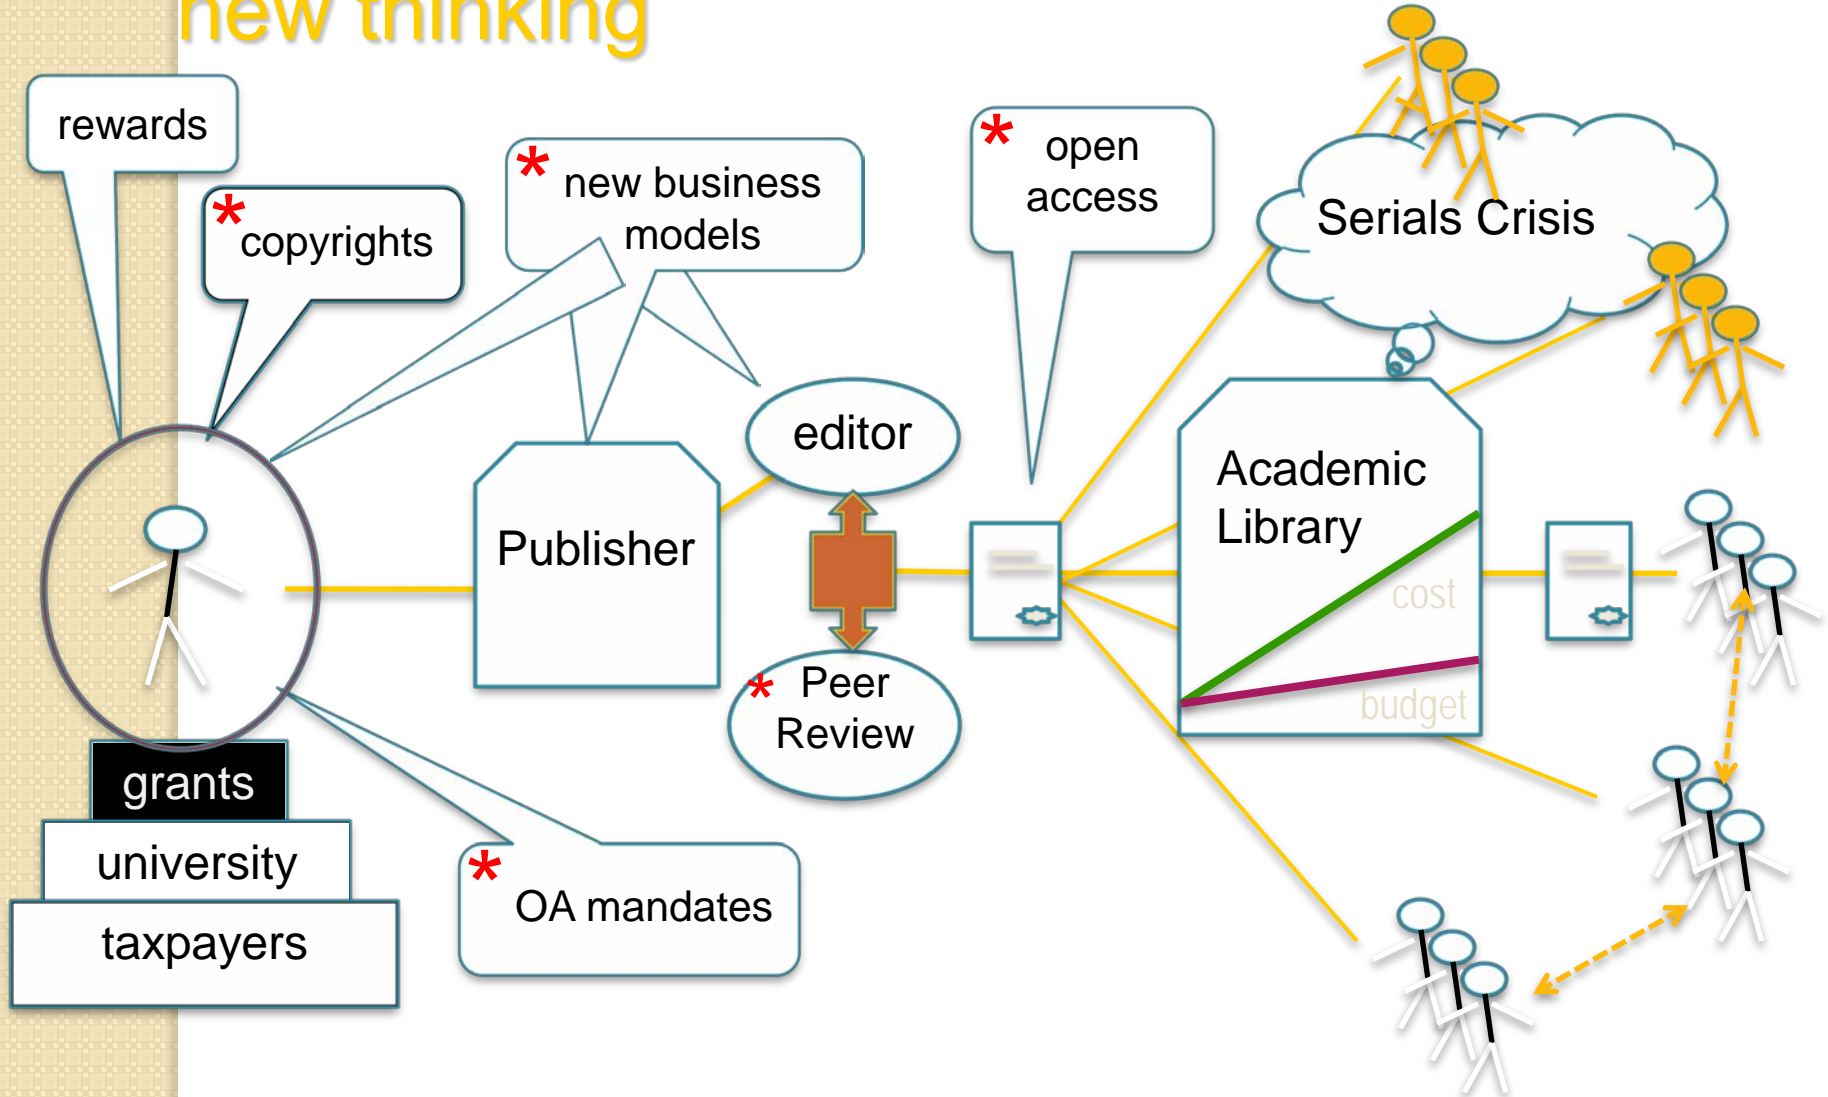 new thinking
rewards
* copyrights
* new business
models
* open
access
Serials Crisis
editor
Publisher
Academic
Library
cost
budget
* Peer
Review
grants
university
taxpayers
* OA mandates